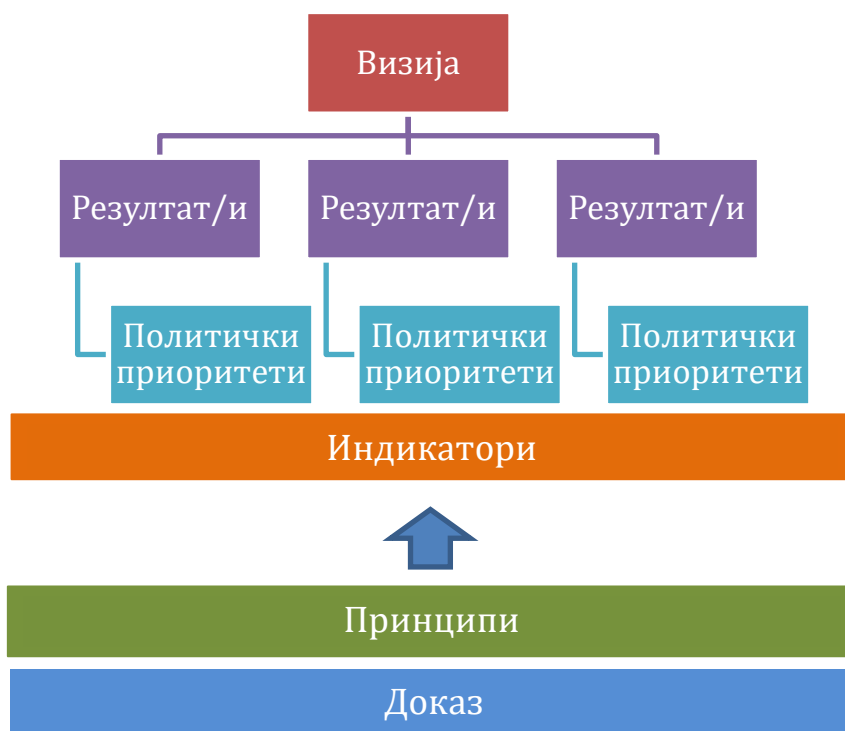 Визија
Резултат/и
Резултат/и
Резултат/и
Политички
приоритети
Политички
приоритети
Политички
приоритети
Индикатори
Принципи
Доказ